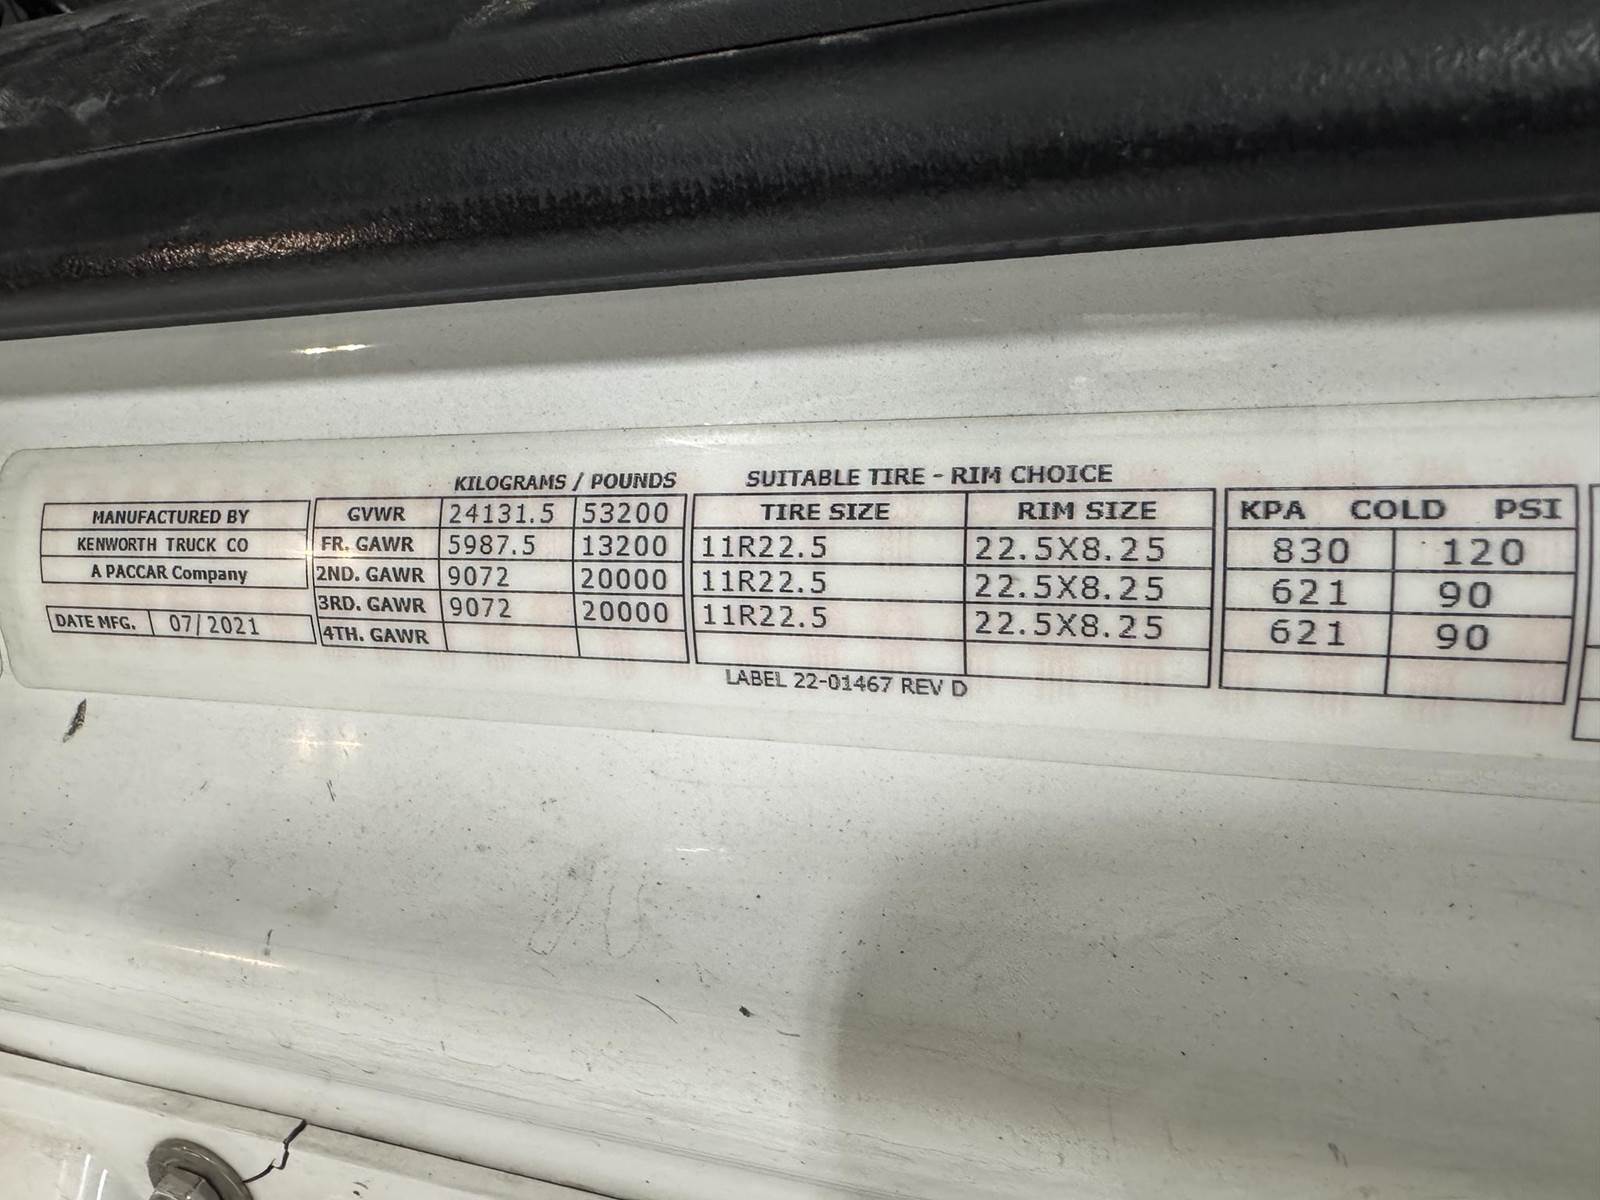 KILOGRAMS / POUNDS SUITABLE TIRE - RIM CHOICE
MANUFACTURED BY GVWR 24131.5 53200 TIRE SIZE RIM SIZE KPA COLD PSI
KENWORTH TRUCK CO FR. GAWR 5987.5 13200 11R22.5 22.5X8.25 830 120
A PACCAR Company 2ND. GAWR 9072 20000 11R22.5 22.5X8.25 621 90
DATE MFG. 07/2021 3RD. GAWR 9072 20000 11R22.5 22.5X8.25 621 90
4TH. GAWR
LABEL 22-01467 REV D